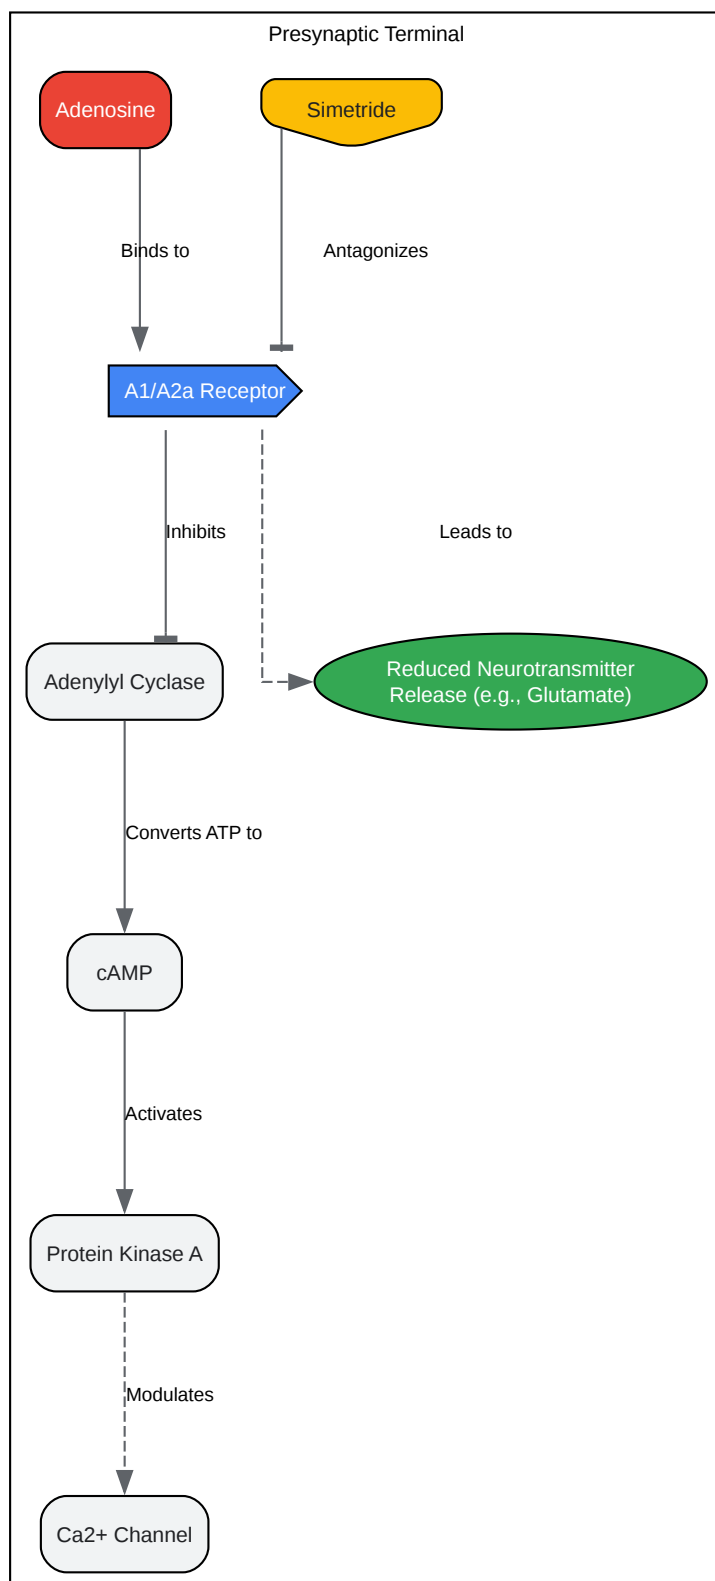 Presynaptic Terminal
Adenosine
Simetride
Binds to
Antagonizes
A1/A2a Receptor
Inhibits
Leads to
Adenylyl Cyclase
Reduced Neurotransmitter
Release (e.g., Glutamate)
Converts ATP to
cAMP
Activates
Protein Kinase A
Modulates
Ca2+ Channel